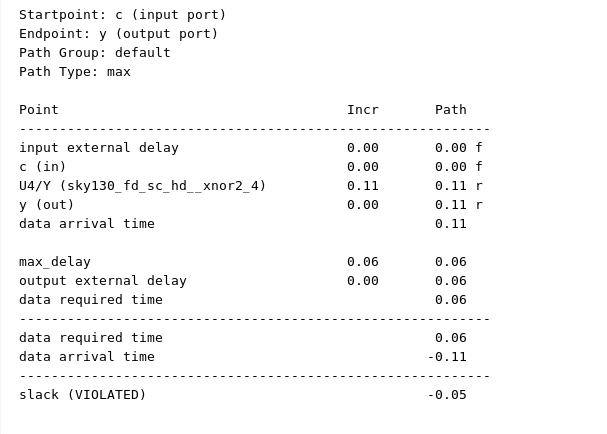 Startpoint: c (input port)
Endpoint: y (output port)
Path Group: default
Path Type: max

Point                                    Incr       Path
-----------------------------------------------------------
input external delay                     0.00       0.00 f
c (in)                                   0.00       0.00 f
U4/Y (sky130_fd_sc_hd__xnor2_4)          0.11       0.11 r
y (out)                                  0.00       0.11 r
data arrival time                                   0.11

max_delay                                0.06       0.06
output external delay                    0.00       0.06
data required time                                  0.06
-----------------------------------------------------------
data required time                                  0.06
data arrival time                                  -0.11
-----------------------------------------------------------
slack (VIOLATED)                                   -0.05